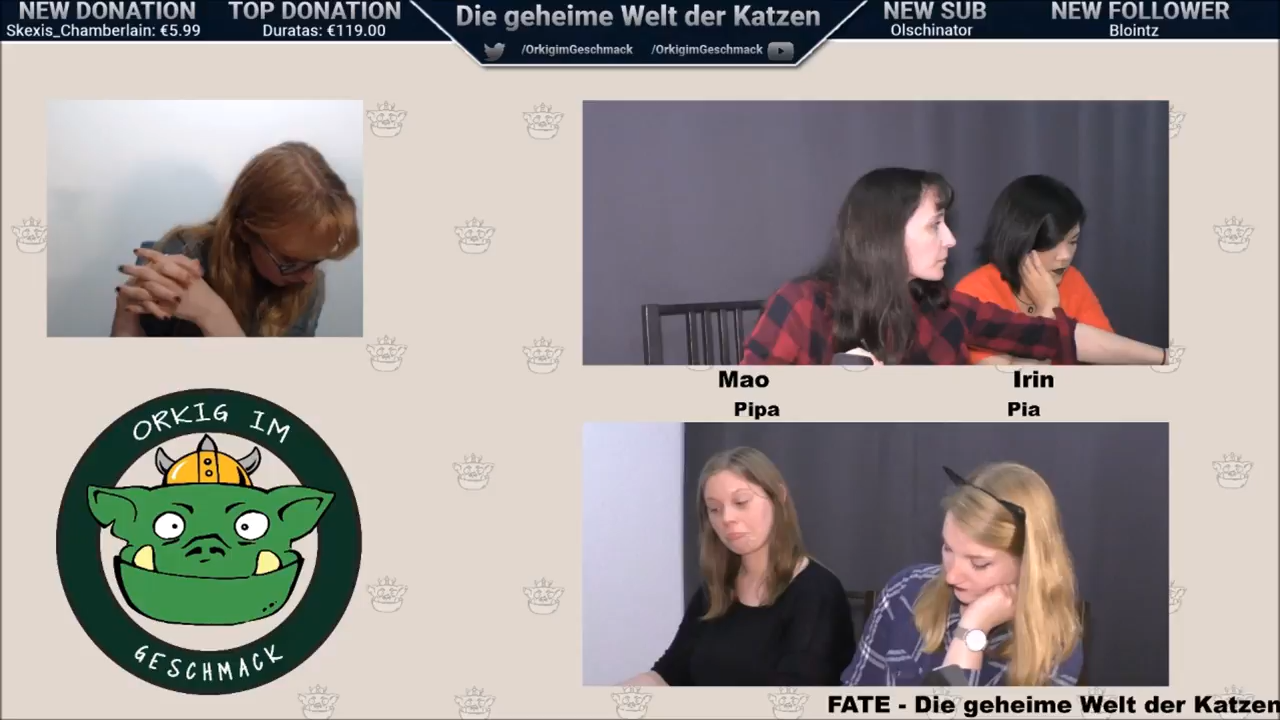 NEW DONATION
Skexis_Chamberlain: €5.99
TOP DONATION
Duratas: €119.00
Die geheime Welt der Katzen
/OrkigimGeschmack
/OrkigimGeschmack
NEW SUB
Olschinator
NEW FOLLOWER
Blointz
Mao
Irin
Pipa
Pia
ORKIG IM
GESCHMACK
FATE - Die geheime Welt der Katzen